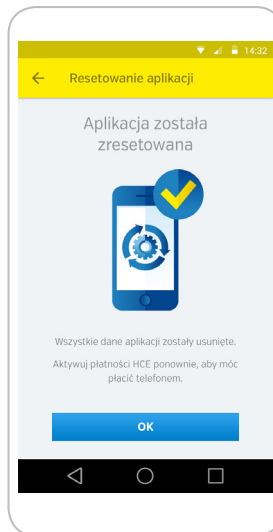 14:32
Resetowanie aplikacji
Aplikacja została
zresetowana
Wszystkie dane aplikacji zostały usunięte.
Aktywuj płatności HCE ponownie, aby móc
płacić telefonem.
OK